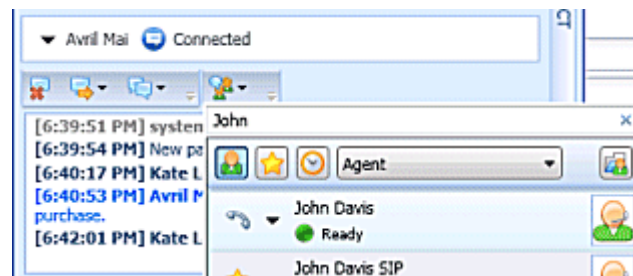 Avril Mai Connected
John
[6:39:51 PM] system
[6:39:54 PM] New pa
[6:40:17 PM] Kate L
Agent
[6:40:53 PM] Avril M
purchase.
[6:42:01 PM] Kate L
John Davis
Ready
John Davis SIP